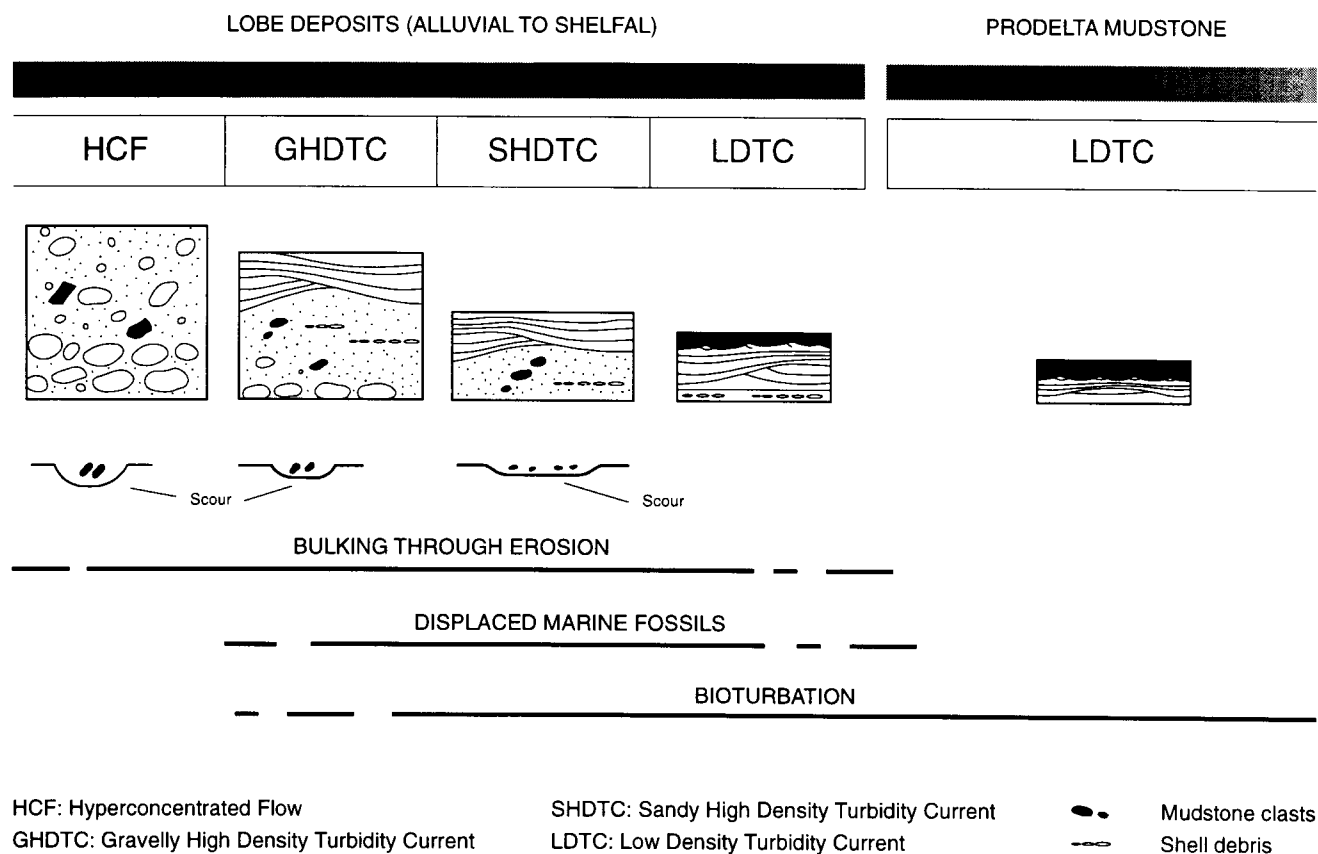 LOBE DEPOSITS (ALLUVIAL TO SHELFAL)
PRODELTA MUDSTONE
HCF
GHDTC
SHDTC
LDTC
LDTC
Scour
Scour
BULKING THROUGH EROSION
DISPLACED MARINE FOSSILS
BIOTURBATION
HCF: Hyperconcentrated Flow
GHDTC: Gravelly High Density Turbidity Current
SHDTC: Sandy High Density Turbidity Current
LDTC: Low Density Turbidity Current
Mudstone clasts
Shell debris